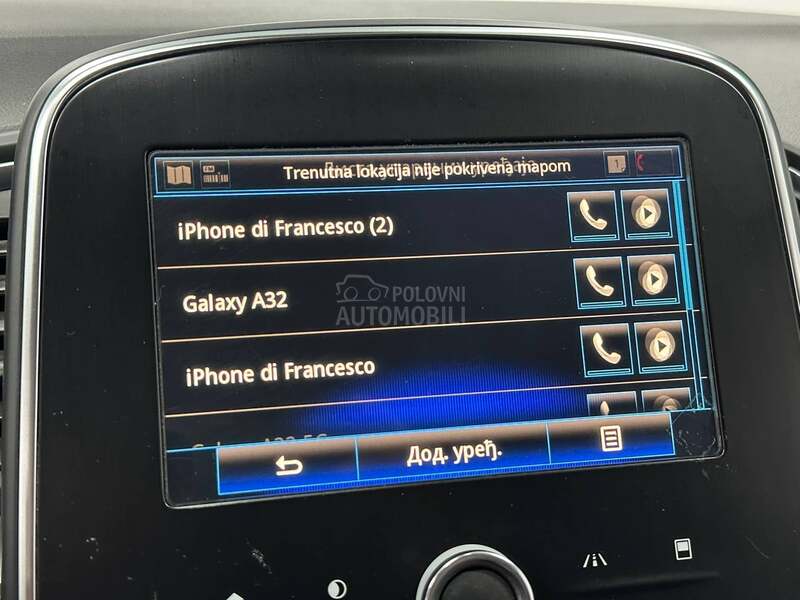 Trenutna lokacija nije pokrivena mapom
iPhone di Francesco (2)
Galaxy A32
POLOVNI
AUTOMOBILI
iPhone di Francesco
Дод. уређ.